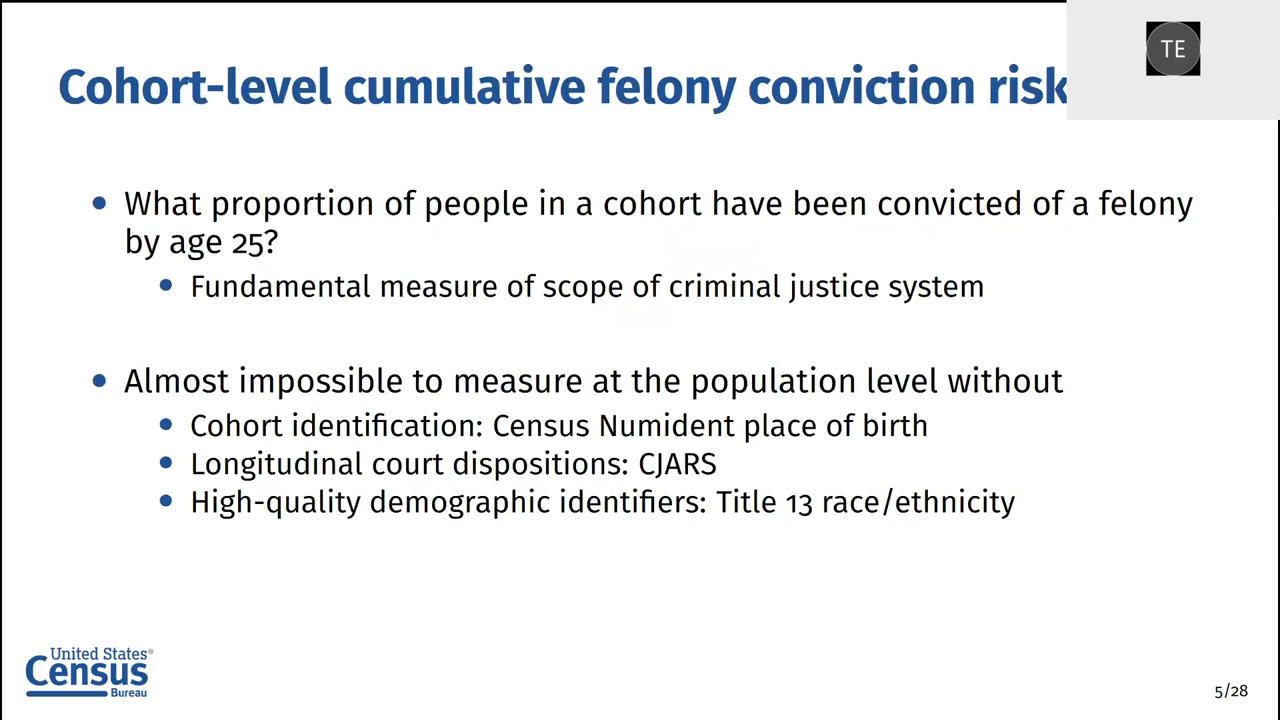 TE
Cohort-level cumulative felony conviction risk
• What proportion of people in a cohort have been convicted of a felony
by age 25?
• Fundamental measure of scope of criminal justice system
• Almost impossible to measure at the population level without
• Cohort identification: Census Numident place of birth
• Longitudinal court dispositions: CJARS
• High-quality demographic identifiers: Title 13 race/ethnicity
United States®
Census
Bureau
5/28